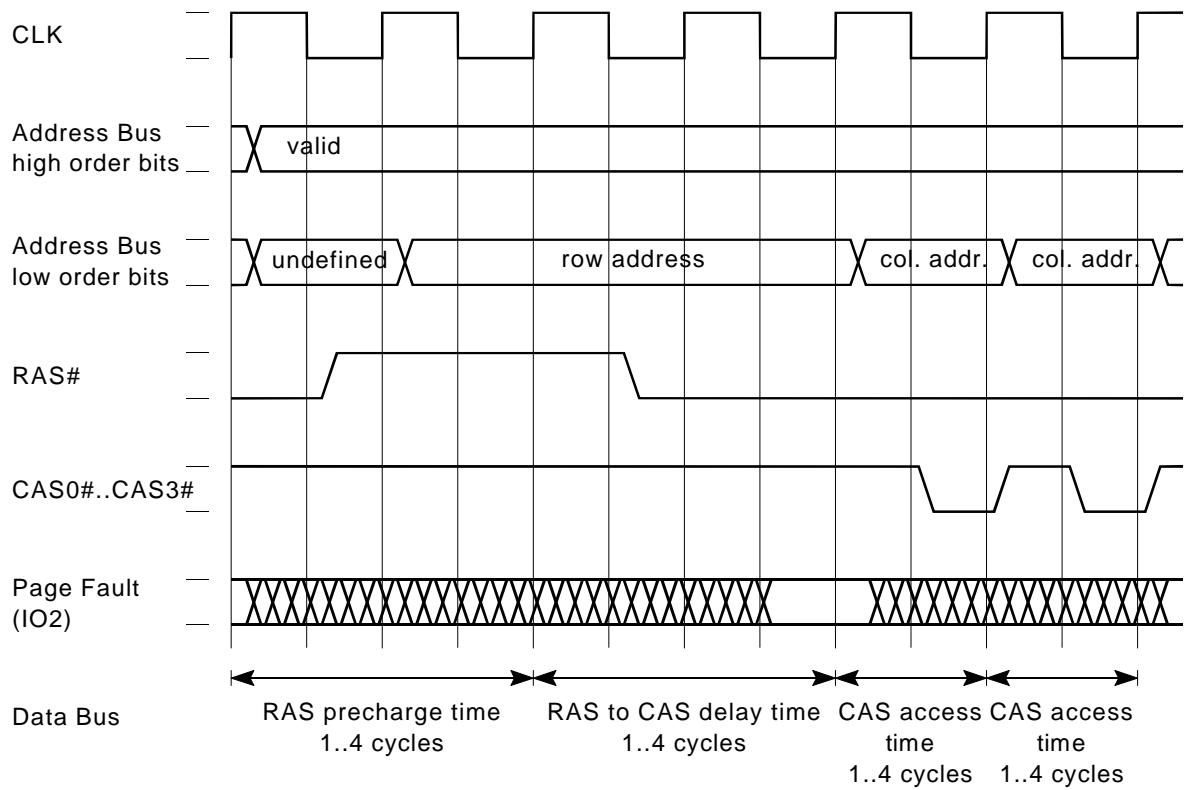 CLK
Address Bus
high order bits
valid
Address Bus
low order bits
undefined
row address
col. addr.
col. addr.
RAS#
CAS0#..CAS3#
Page Fault
(IO2)
Data Bus
RAS precharge time
1..4 cycles
RAS to CAS delay time
1..4 cycles
CAS access
time
1..4 cycles
CAS access
time
1..4 cycles